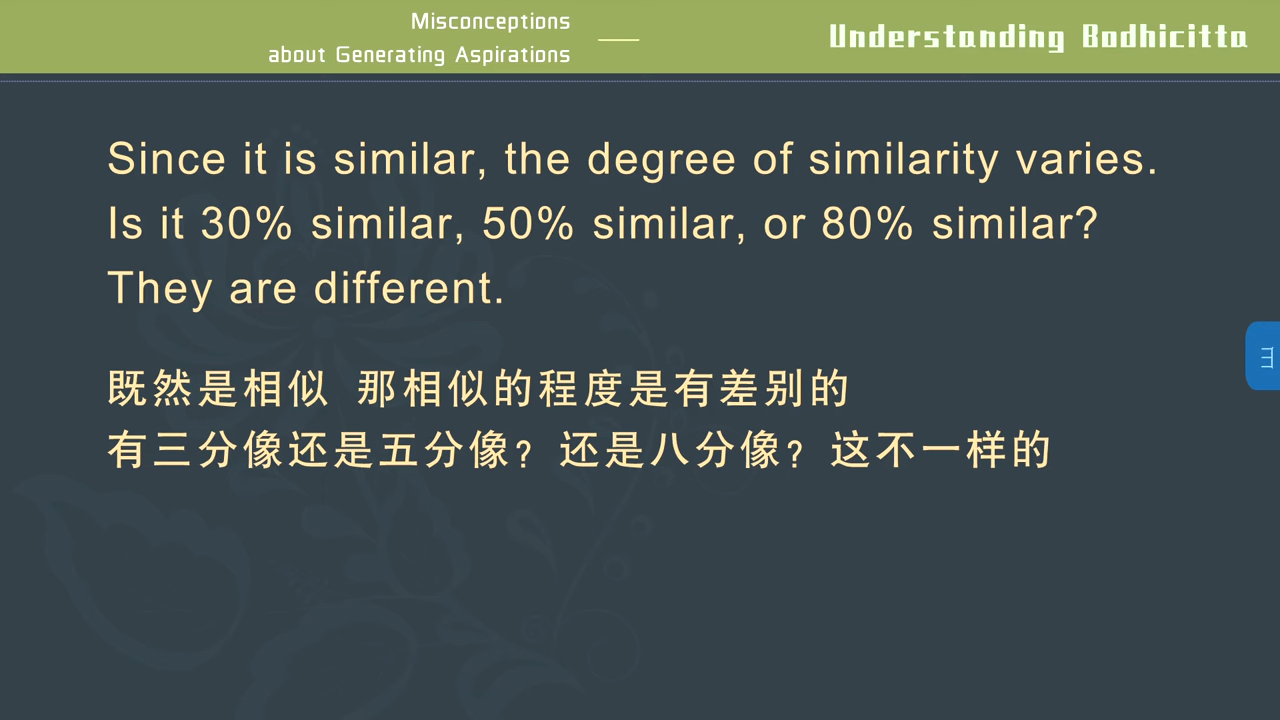 Misconceptions
about Generating Aspirations
Understanding Bodhicitta
Since it is similar, the degree of similarity varies.
Is it 30% similar, 50% similar, or 80% similar?
They are different.
既然是相似 那相似的程度是有差别的
有三分像还是五分像？还是八分像？这不一样的